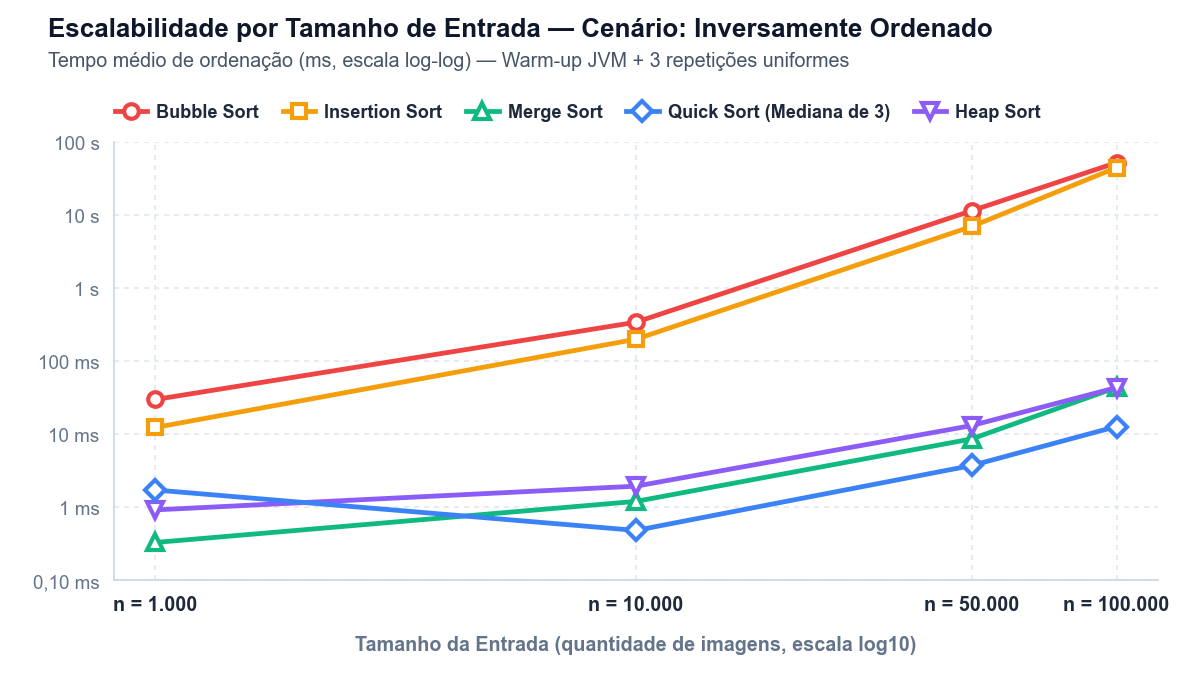 Escalabilidade por Tamanho de Entrada — Cenário: Inversamente Ordenado
Tempo médio de ordenação (ms, escala log-log) — Warm-up JVM + 3 repetições uniformes
Bubble Sort Insertion Sort Merge Sort Quick Sort (Mediana de 3) Heap Sort
100 s
10 s
1 s
100 ms
10 ms
1 ms
0,10 ms
n = 1.000 n = 10.000 n = 50.000 n = 100.000
Tamanho da Entrada (quantidade de imagens, escala log10)